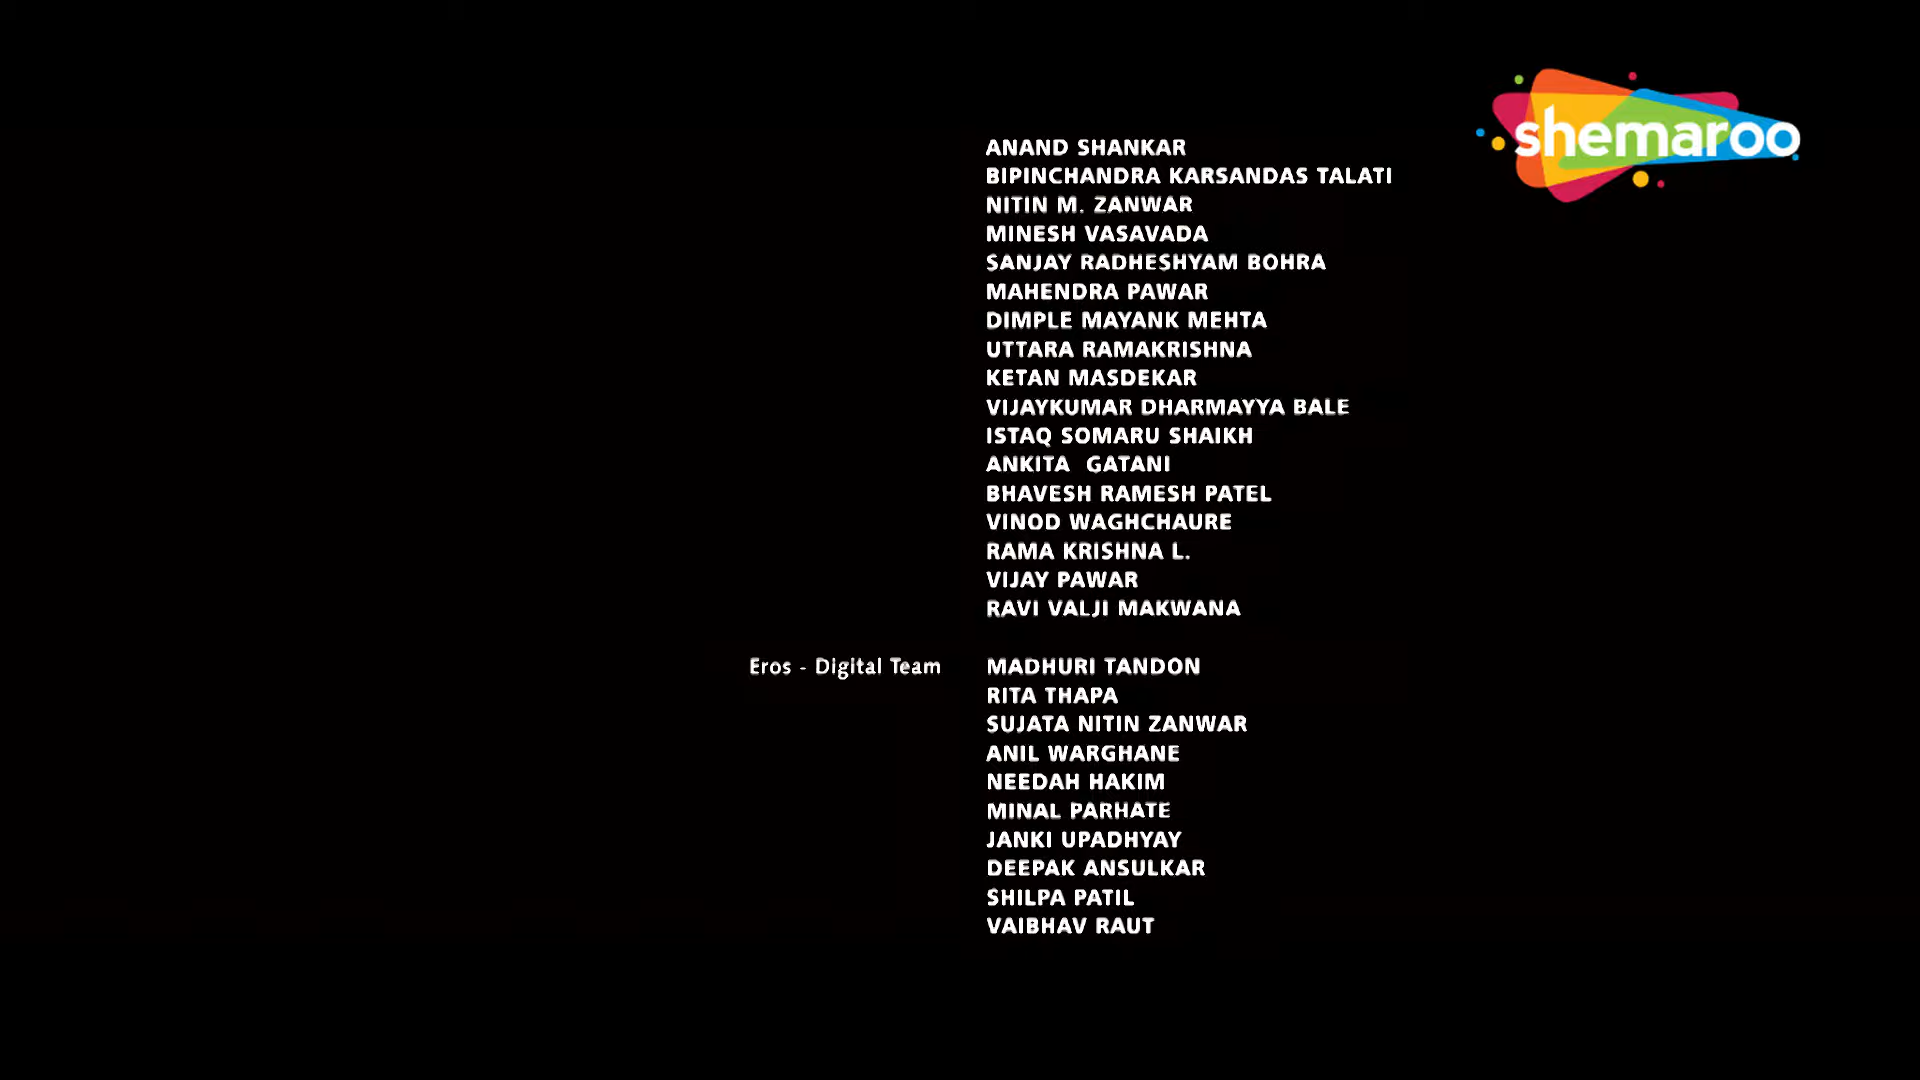 shemaroo
ANAND SHANKAR
BIPINCHANDRA KARSANDAS TALATI
NITIN M. ZANWAR
MINESH VASAVADA
SANJAY RADHESHYAM BOHRA
MAHENDRA PAWAR
DIMPLE MAYANK MEHTA
UTTARA RAMAKRISHNA
KETAN MASDEKAR
VIJAYKUMAR DHARMAYYA BALE
ISTAQ SOMARU SHAIKH
ANKITA  GATANI
BHAVESH RAMESH PATEL
VINOD WAGHCHAURE
RAMA KRISHNA L.
VIJAY PAWAR
RAVI VALJI MAKWANA
Eros - Digital Team MADHURI TANDON
RITA THAPA
SUJATA NITIN ZANWAR
ANIL WARGHANE
NEEDAH HAKIM
MINAL PARHATE
JANKI UPADHYAY
DEEPAK ANSULKAR
SHILPA PATIL
VAIBHAV RAUT